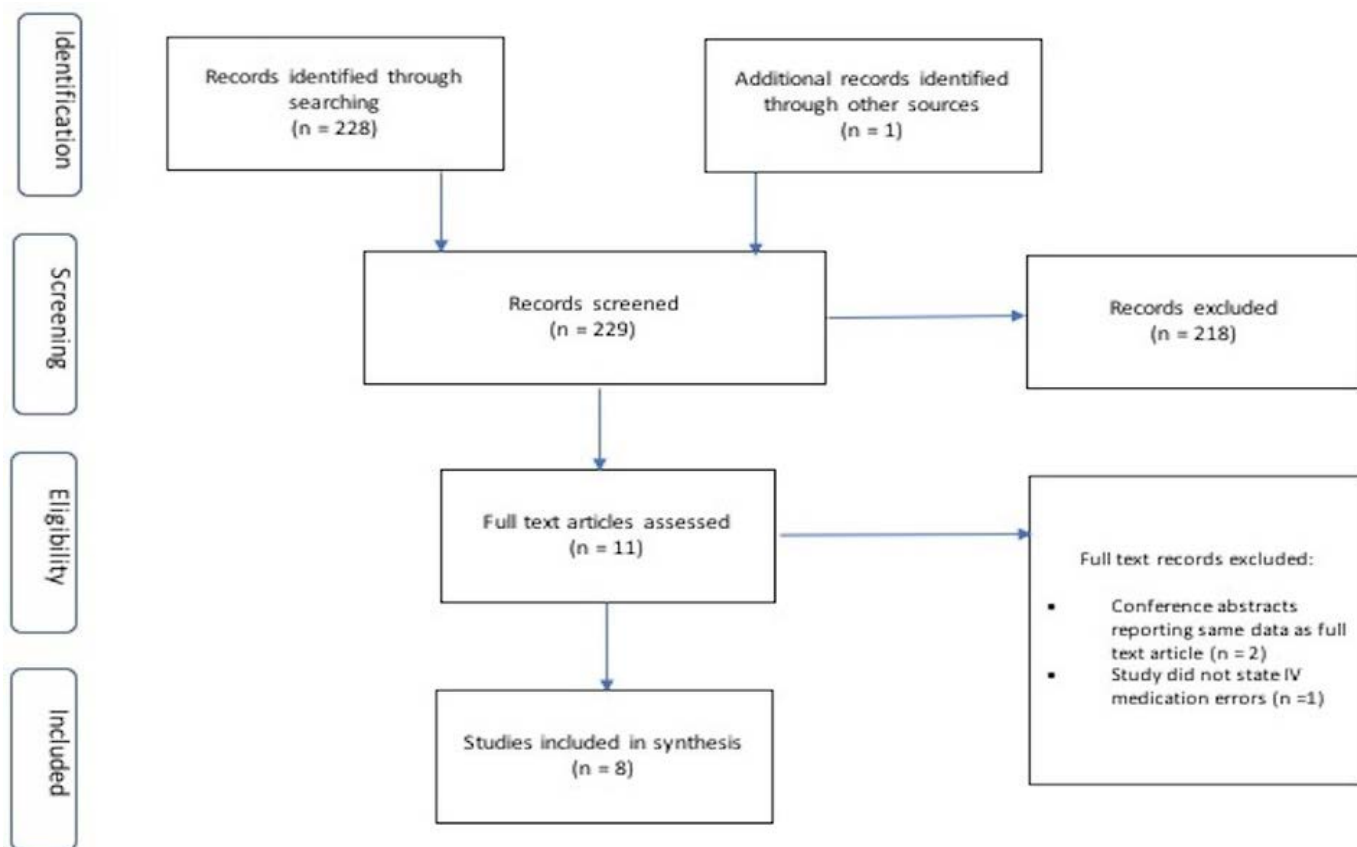 Identification
Records identified through
searching
(n = 228)
Additional records identified
through other sources
(n = 1)
Screening
Records screened
(n = 229)
Records excluded
(n = 218)
Eligibility
Full text articles assessed
(n = 11)
Full text records excluded:
▪ Conference abstracts
reporting same data as full
text article (n = 2)
▪ Study did not state IV
medication errors (n =1)
Included
Studies included in synthesis
(n = 8)